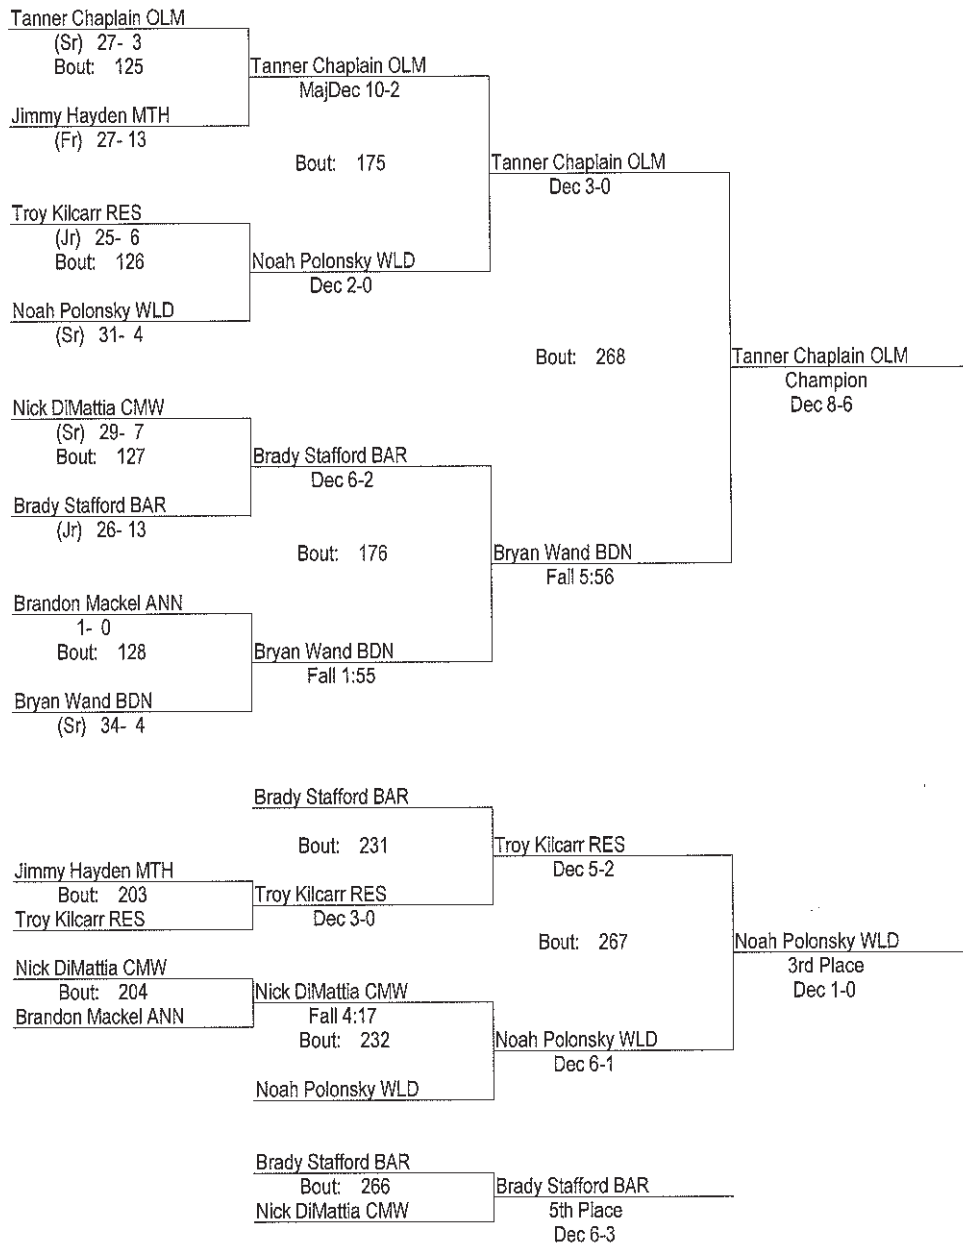 Tanner Chaplain OLM
(Sr) 27- 3
Bout: 125
Jimmy Hayden MTH
(Fr) 27- 13
Tanner Chaplain OLM
MajDec 10-2
Bout: 175
Troy Kilcarr RES
(Jr) 25- 6
Bout: 126
Noah Polonsky WLD
(Sr) 31- 4
Noah Polonsky WLD
Dec 2-0
Tanner Chaplain OLM
Dec 3-0
Bout: 268
Nick DiMattia CMW
(Sr) 29- 7
Bout: 127
Brady Stafford BAR
(Jr) 26- 13
Brady Stafford BAR
Dec 6-2
Bout: 176
Brandon Mackel ANN
1- 0
Bout: 128
Bryan Wand BDN
(Sr) 34- 4
Bryan Wand BDN
Fall 1:55
Bryan Wand BDN
Fall 5:56
Tanner Chaplain OLM
Champion
Dec 8-6
Brady Stafford BAR
Bout: 231
Jimmy Hayden MTH
Bout: 203
Troy Kilcarr RES
Troy Kilcarr RES
Dec 3-0
Troy Kilcarr RES
Dec 5-2
Bout: 267
Nick DiMattia CMW
Bout: 204
Brandon Mackel ANN
Nick DiMattia CMW
Fall 4:17
Bout: 232
Noah Polonsky WLD
Noah Polonsky WLD
Dec 6-1
Noah Polonsky WLD
3rd Place
Dec 1-0
Brady Stafford BAR
Bout: 266
Nick DiMattia CMW
Brady Stafford BAR
5th Place
Dec 6-3